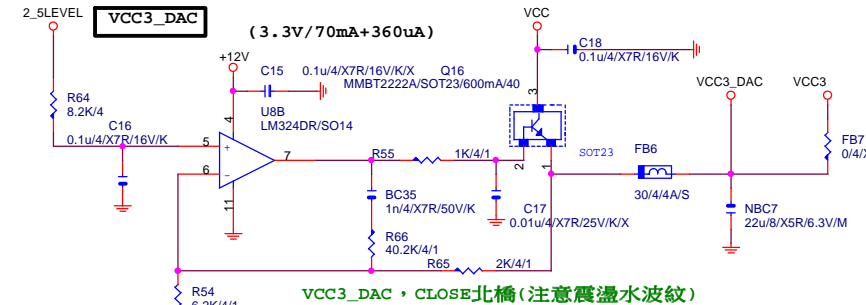 2_5LEVEL
VCC3_DAC
(3.3V/70mA+360uA)
VCC
+12V
C18
0.1u/4/X7R/16V/K
C15
0.1u/4/X7R/16V/K/X
Q16
MMBT2222A/SOT23/600mA/40
VCC3_DAC
VCC3
R64
8.2K/4
U8B
LM324DR/SO14
3
C16
0.1u/4/X7R/16V/K
4
5
+
7
6
-
11
R55
1K/4/1
2
1
SOT23
FB6
30/4/4A/S
FB7
BC35
1n/4/X7R/50V/K
C17
0.01u/4/X7R/25V/K/X
NBC7
22u/8/X5R/6.3V/M
R66
40.2K/4/1
R65
2K/4/1
R54
VCC3_DAC,CLOSE北橋(注意震盪水波紋)